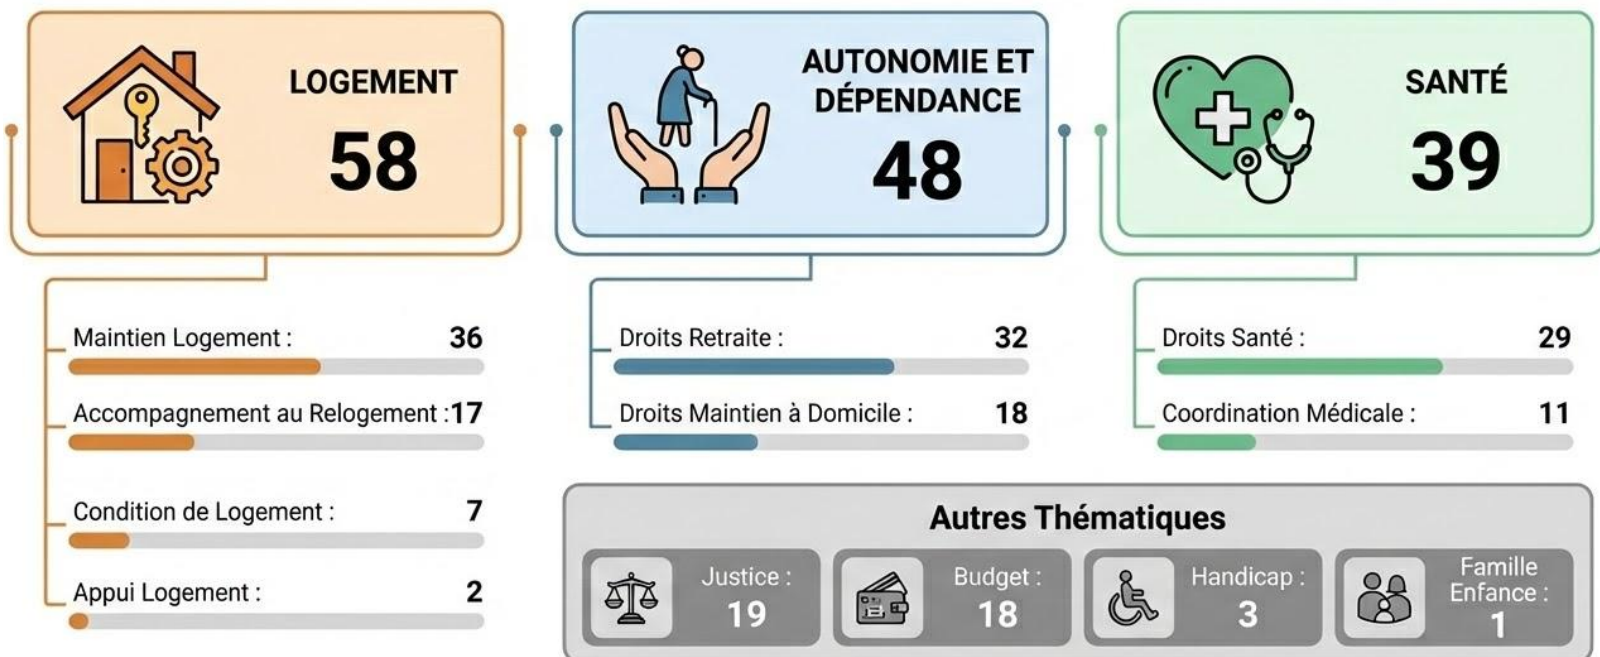 LOGEMENT
58
AUTONOMIE ET
DÉPENDANCE
48
SANTÉ
39
Maintien Logement : 36
Accompagnement au Relogement : 17
Condition de Logement : 7
Appui Logement : 2
Droits Retraite : 32
Droits Maintien à Domicile : 18
Droits Santé : 29
Coordination Médicale : 11
Autres Thématiques
Justice :
19
Budget :
18
Handicap :
3
Famille
Enfance :
1